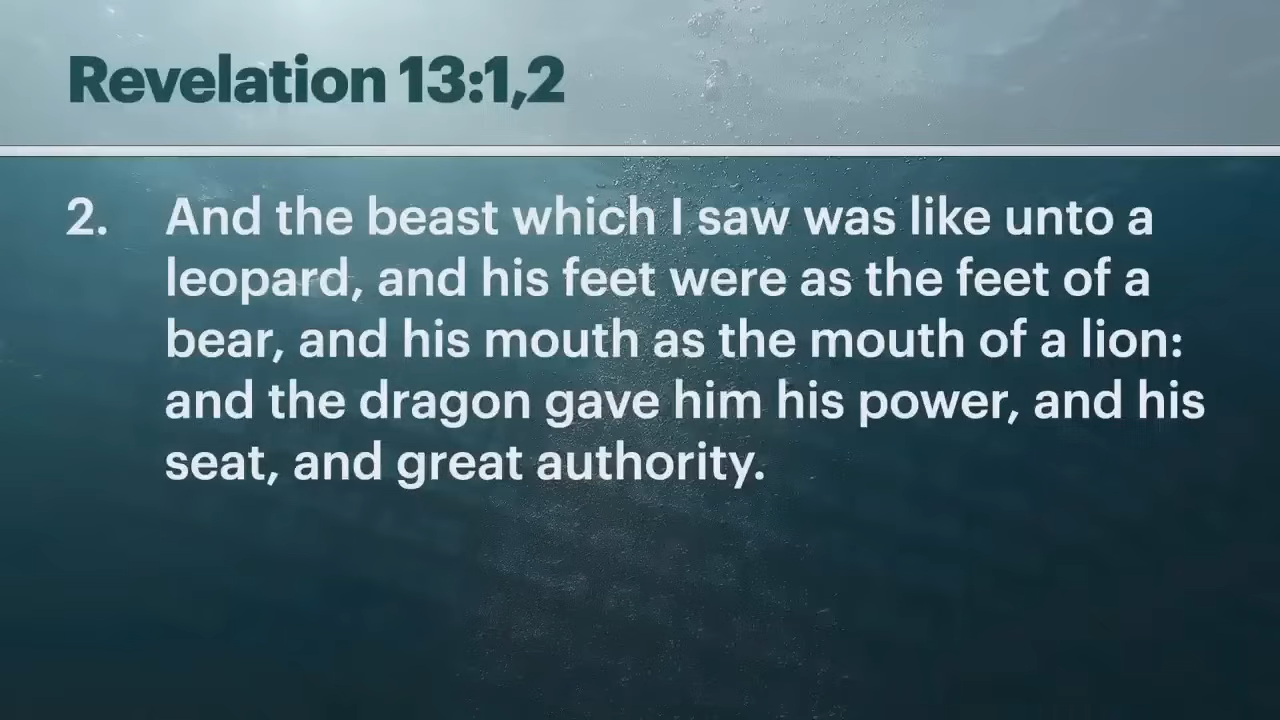 Revelation 13:1,2
2. And the beast which I saw was like unto a
leopard, and his feet were as the feet of a
bear, and his mouth as the mouth of a lion:
and the dragon gave him his power, and his
seat, and great authority.